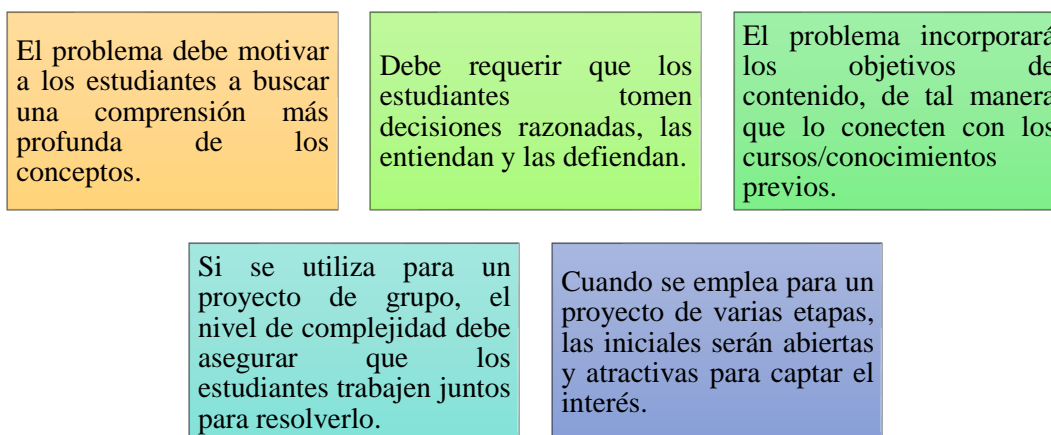 El problema debe motivar
a los estudiantes a buscar
una comprensión más
profunda de los
conceptos.
Debe requerir que los
estudiantes tomen
decisiones razonadas, las
entiendan y las defiendan.
El problema incorporará
los objetivos de
contenido, de tal manera
que lo conecten con los
cursos/conocimientos
previos.
Si se utiliza para un
proyecto de grupo, el
nivel de complejidad debe
asegurar que los
estudiantes trabajen juntos
para resolverlo.
Cuando se emplea para un
proyecto de varias etapas,
las iniciales serán abiertas
y atractivas para captar el
interés.